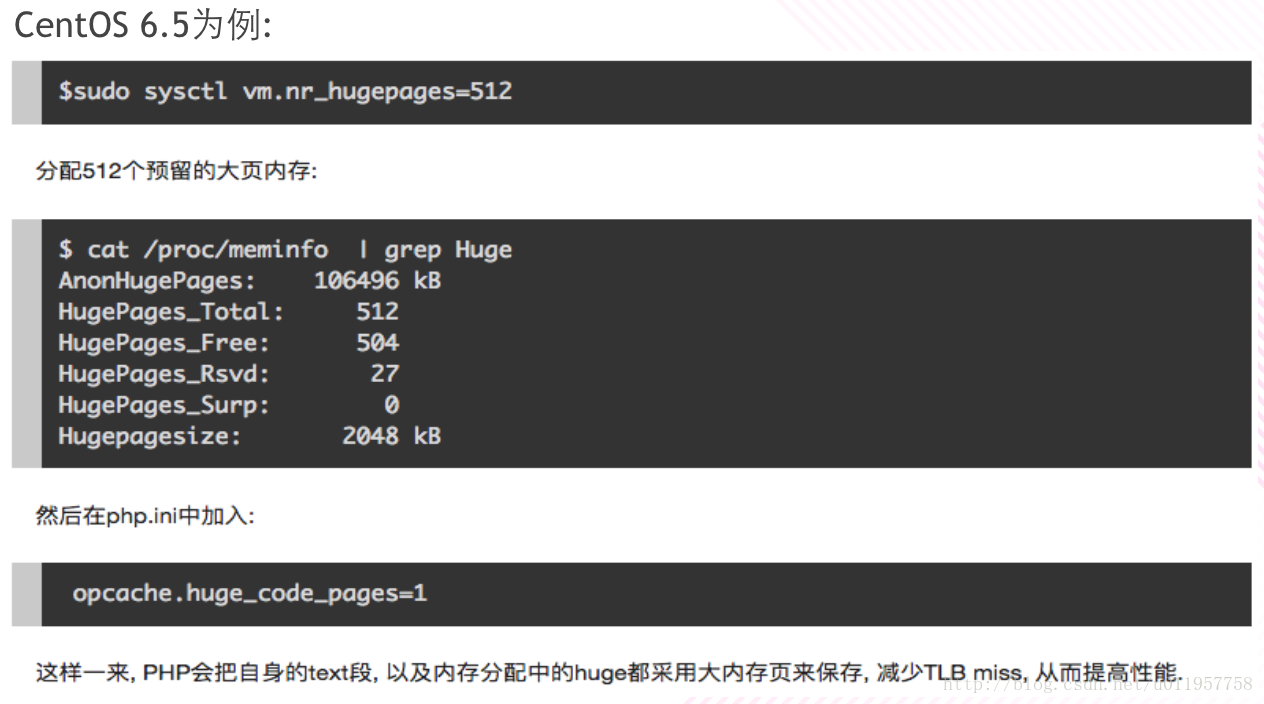 CentOS 6.5为例:
$sudo sysctl vm.nr_hugepages=512
分配512个预留的大页内存:
$ cat /proc/meminfo  | grep Huge
AnonHugePages:    106496 kB
HugePages_Total:     512
HugePages_Free:      504
HugePages_Rsvd:       27
HugePages_Surp:        0
Hugepagesize:       2048 kB
然后在php.ini中加入:
opcache.huge_code_pages=1
这样一来, PHP会把自身的text段, 以及内存分配中的huge都采用大内存页来保存, 减少TLB miss, 从而提高性能.
http://blog.csdn.net/u011957758